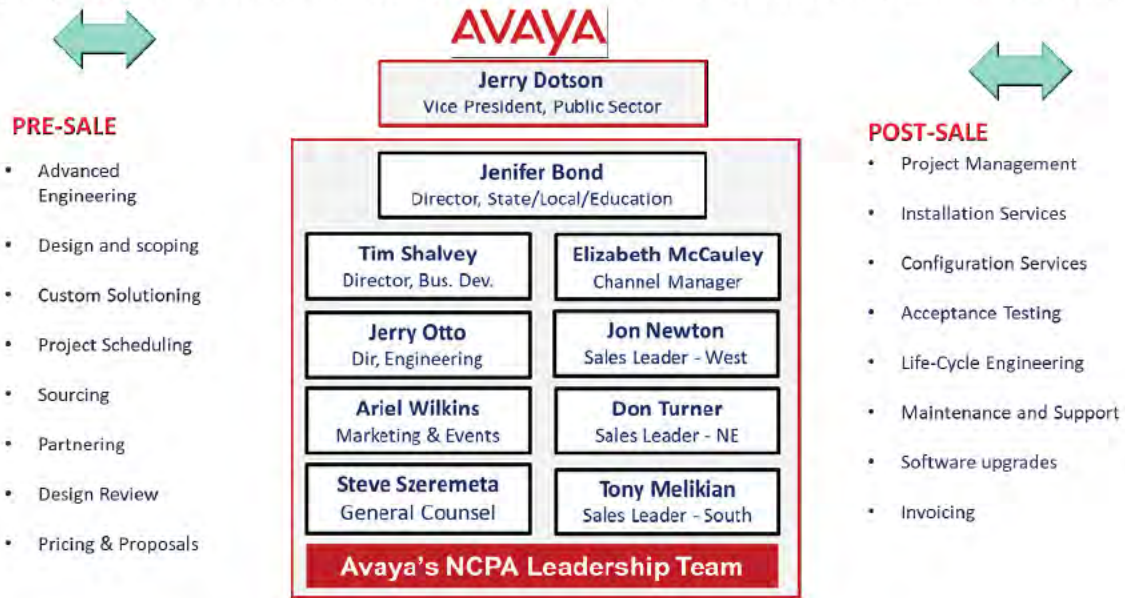 AVAYA
Jerry Dotson
Vice President, Public Sector
PRE-SALE
• Advanced
Engineering
• Design and scoping
• Custom Solutioning
• Project Scheduling
• Sourcing
• Partnering
• Design Review
• Pricing & Proposals
Jenifer Bond
Director, State/Local/Education
Tim Shalvey
Director, Bus. Dev.
Elizabeth McCauley
Channel Manager
Jerry Otto
Dir, Engineering
Jon Newton
Sales Leader - West
Ariel Wilkins
Marketing & Events
Don Turner
Sales Leader - NE
Steve Szeremeta
General Counsel
Tony Melikian
Sales Leader - South
Avaya's NCPA Leadership Team
POST-SALE
• Project Management
• Installation Services
• Configuration Services
• Acceptance Testing
• Life-Cycle Engineering
• Maintenance and Support
• Software upgrades
• Invoicing